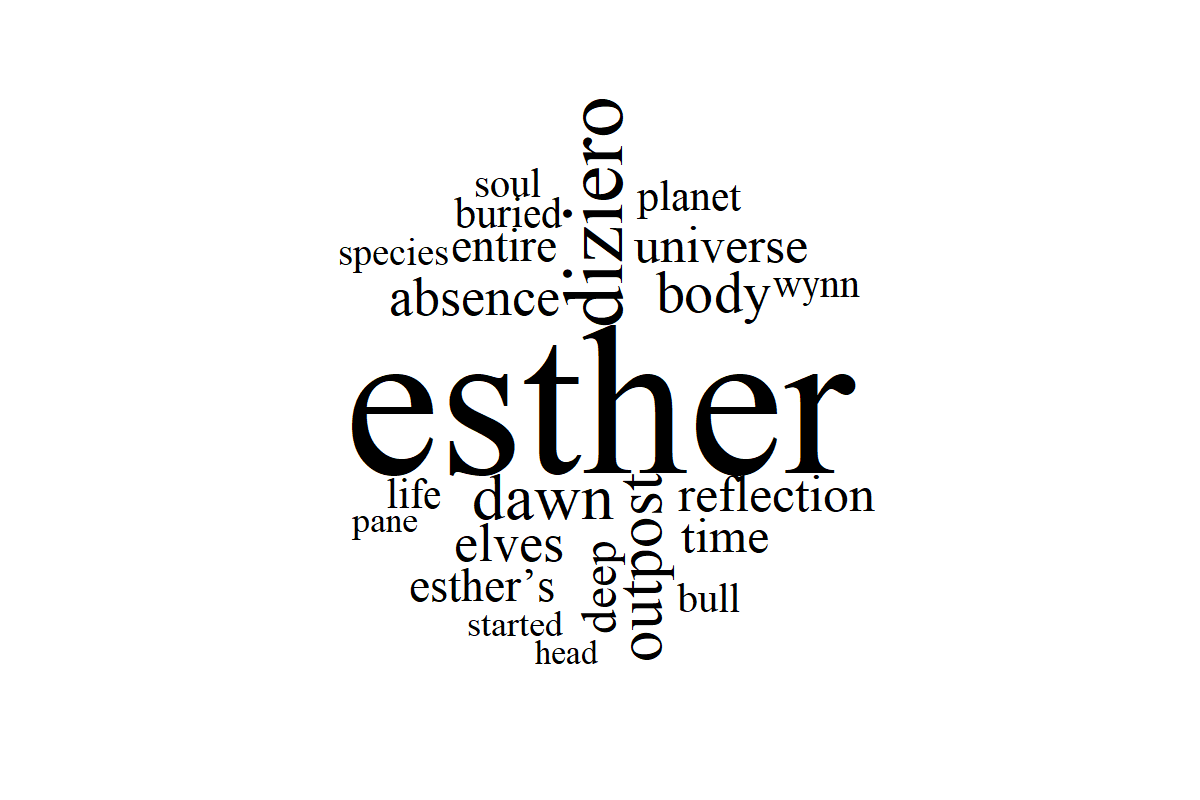 diziero
soul
planet
buried
species
entire
universe
absence
body
wynn
esther
life
dawn
reflection
pane
elves
time
esther’s
deep
outpost
bull
started
head